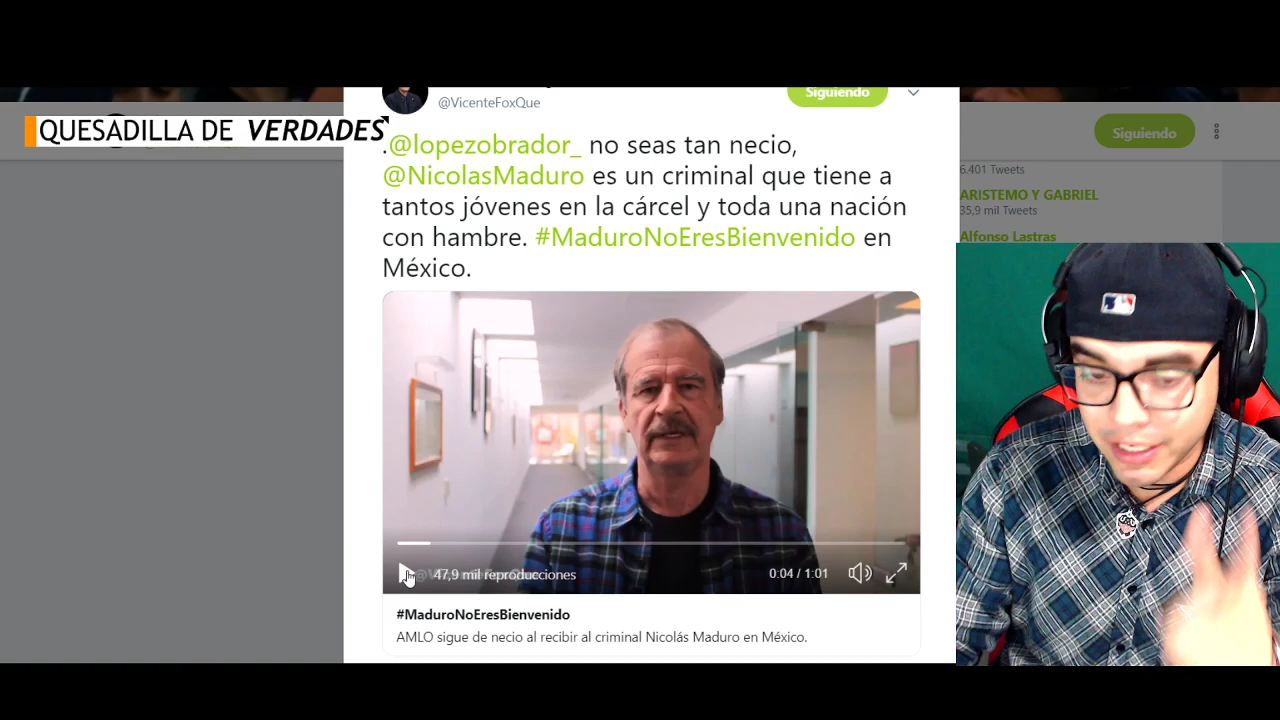 @VicenteFoxQue
Siguiendo
QUESADILLA DE VERDADES
Siguiendo
.@lopezobrador_ no seas tan necio,
@NicolasMaduro es un criminal que tiene a
tantos jóvenes en la cárcel y toda una nación
con hambre. #MaduroNoEresBienvenido en
México.
6.401 Tweets
ARISTEMO Y GABRIEL
35,9 mil Tweets
Alfonso Lastras
47,9 mil reproducciones
0:04 / 1:01
#MaduroNoEresBienvenido
AMLO sigue de necio al recibir al criminal Nicolás Maduro en México.